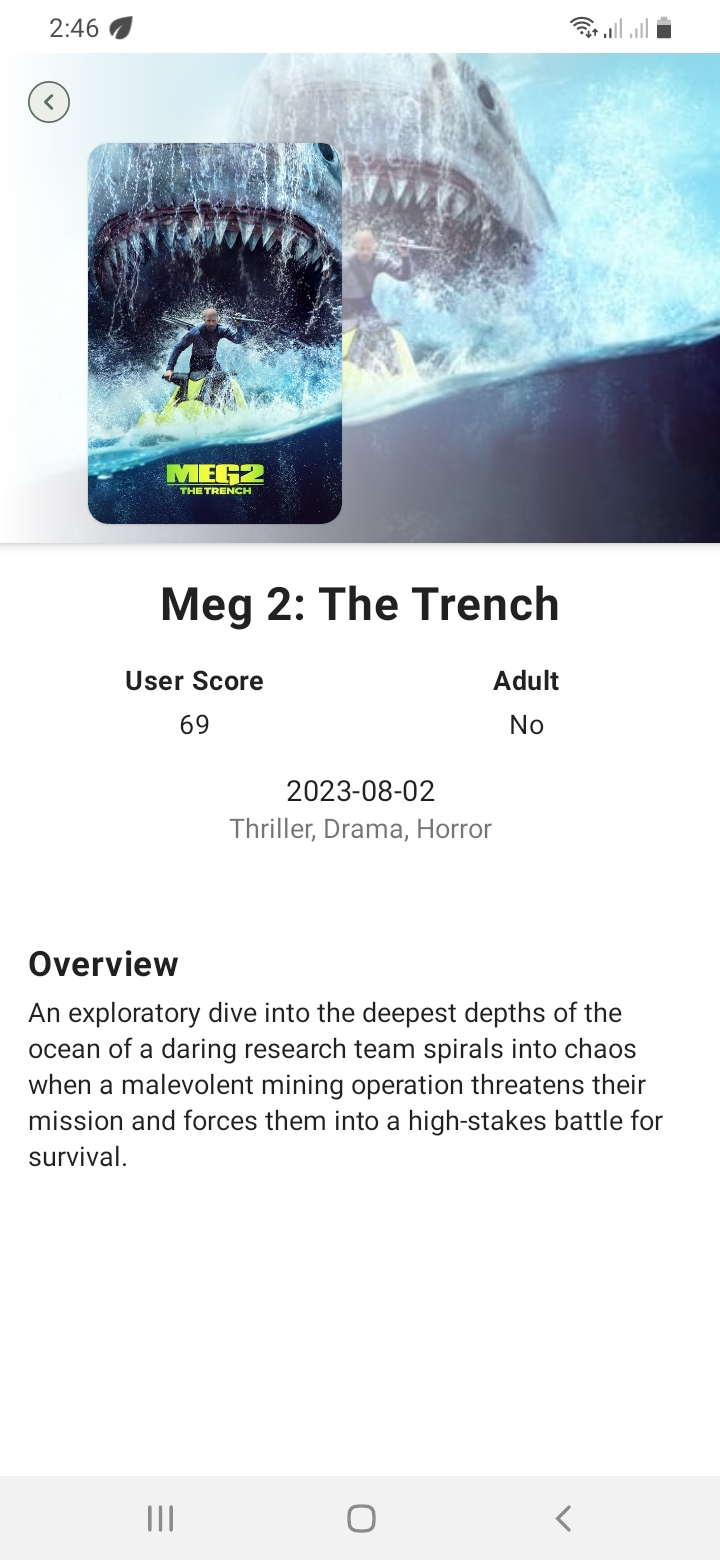 2:46
MEG2
THE TRENCH
Meg 2: The Trench
User Score
Adult
69
No
2023-08-02
Thriller, Drama, Horror
Overview
An exploratory dive into the deepest depths of the
ocean of a daring research team spirals into chaos
when a malevolent mining operation threatens their
mission and forces them into a high-stakes battle for
survival.